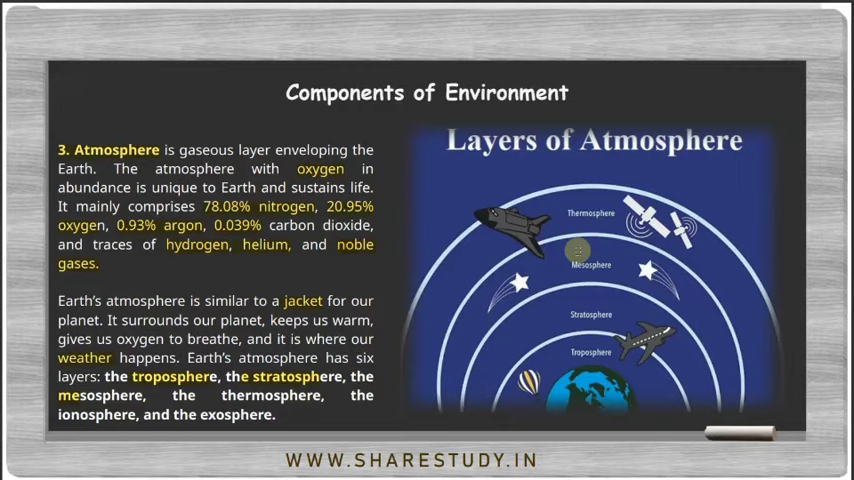 Components of Environment
3. Atmosphere is gaseous layer enveloping the
Earth. The atmosphere with oxygen in
abundance is unique to Earth and sustains life.
It mainly comprises 78.08% nitrogen, 20.95%
oxygen, 0.93% argon, 0.039% carbon dioxide,
and traces of hydrogen, helium, and noble
gases.
Earth's atmosphere is similar to a jacket for our
planet. It surrounds our planet, keeps us warm,
gives us oxygen to breathe, and it is where our
weather happens. Earth's atmosphere has six
layers: the troposphere, the stratosphere, the
mesosphere, the thermosphere, the
ionosphere, and the exosphere.
Layers of Atmosphere
Thermosphere
Mesosphere
Stratosphere
Troposphere
WWW.SHARESTUDY.IN